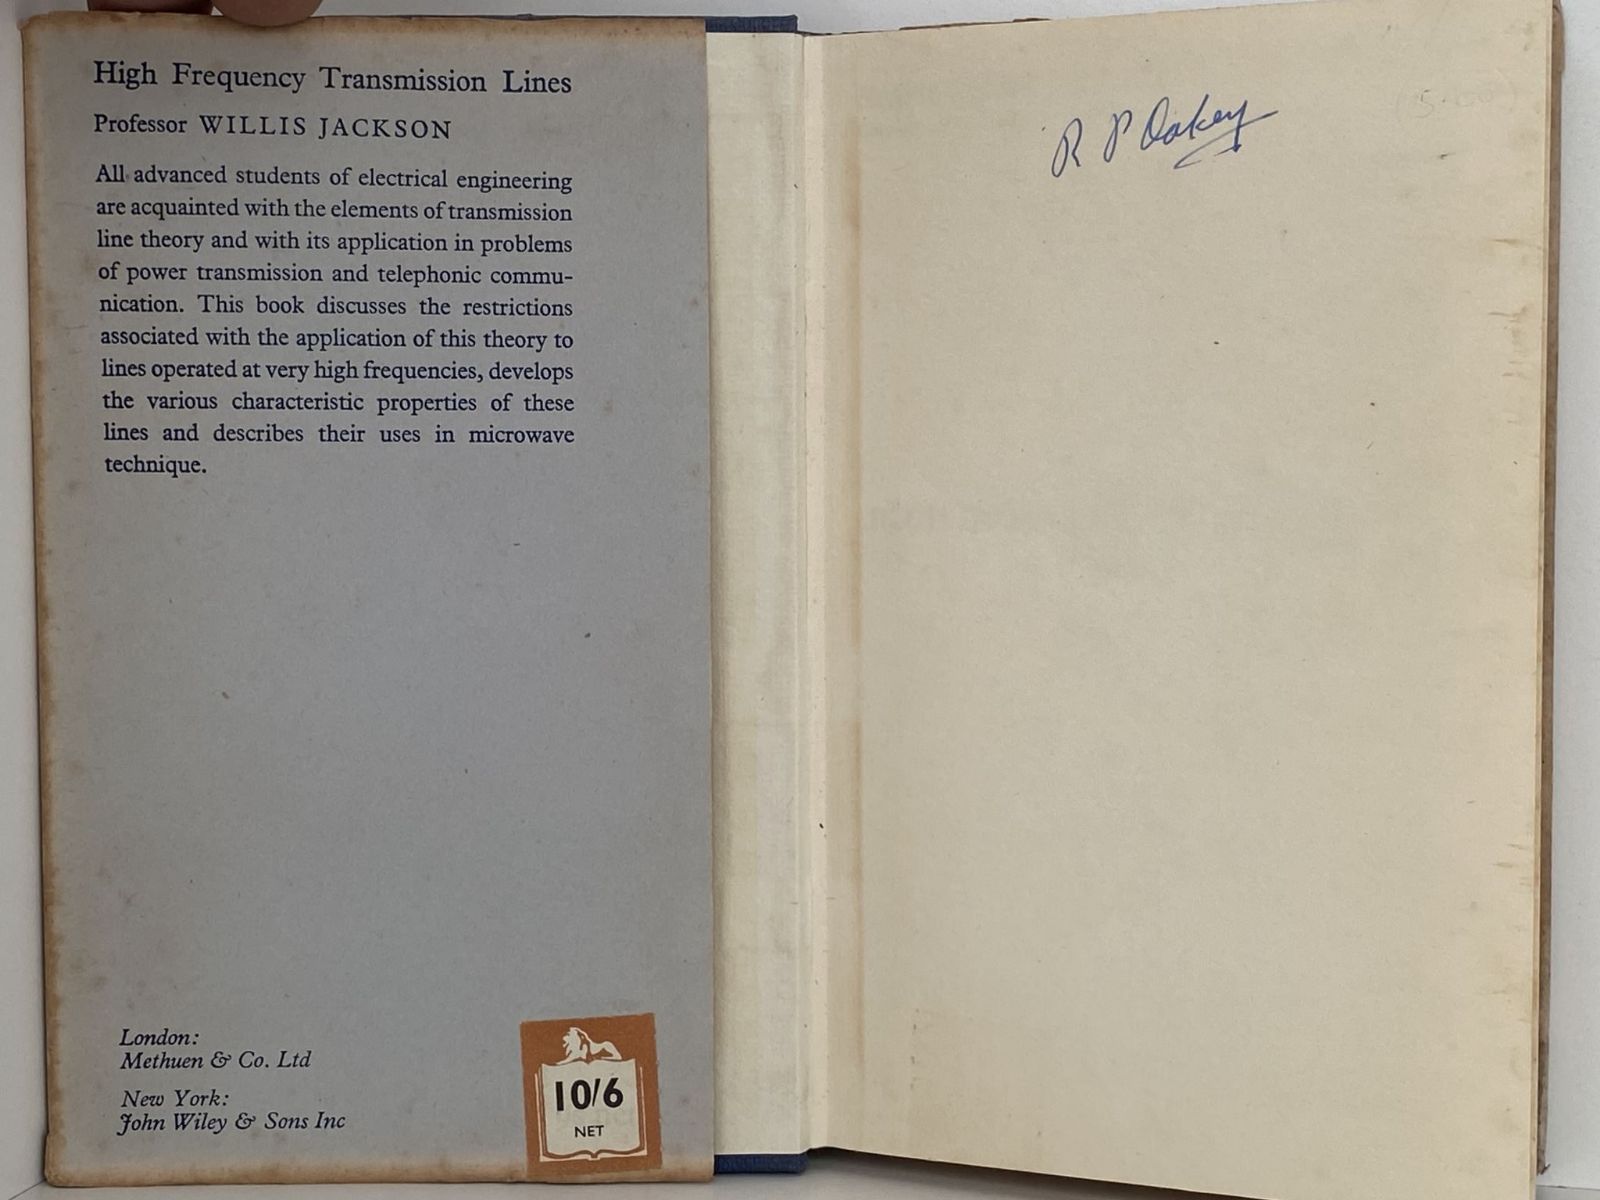 High Frequency Transmission Lines
Professor WILLIS JACKSON
All advanced students of electrical engineering
are acquainted with the elements of transmission
line theory and with its application in problems
of power transmission and telephonic commu-
nication. This book discusses the restrictions
associated with the application of this theory to
lines operated at very high frequencies, develops
the various characteristic properties of these
lines and describes their uses in microwave
technique.
London:
Methuen & Co. Ltd
New York:
John Wiley & Sons Inc
10/6
NET
R P Oakey